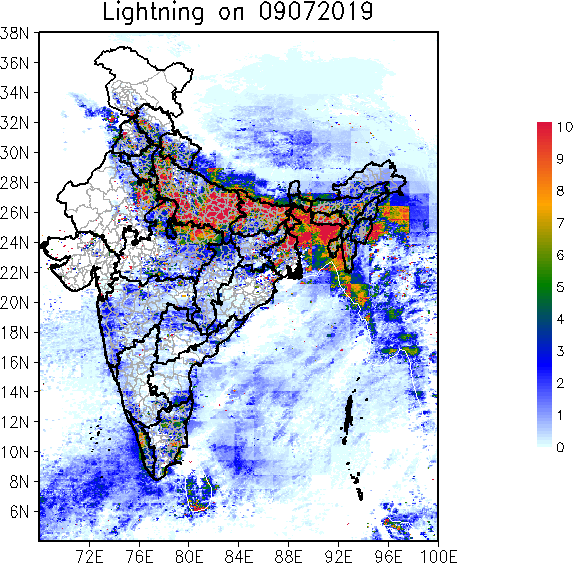 Lightning on 09072019
38N
36N
34N
32N
30N
28N
26N
24N
22N
20N
18N
16N
14N
12N
10N
8N
6N
72E 76E 80E 84E 88E 92E 96E 100E
10
9
8
7
6
5
4
3
2
1
0